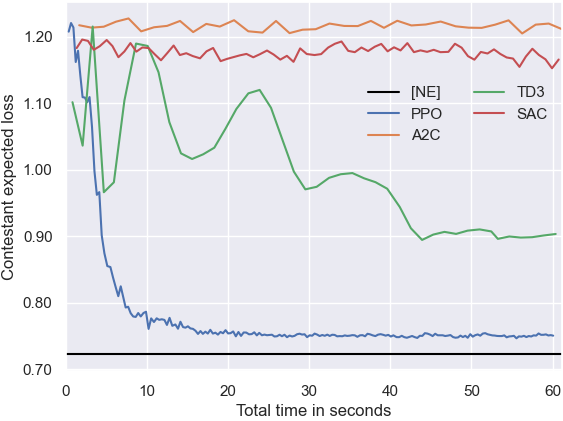 Contestant expected loss
1.20
1.10
1.00
0.90
0.80
0.70
[NE]
PPO
A2C
TD3
SAC
0 10 20 30 40 50 60
Total time in seconds